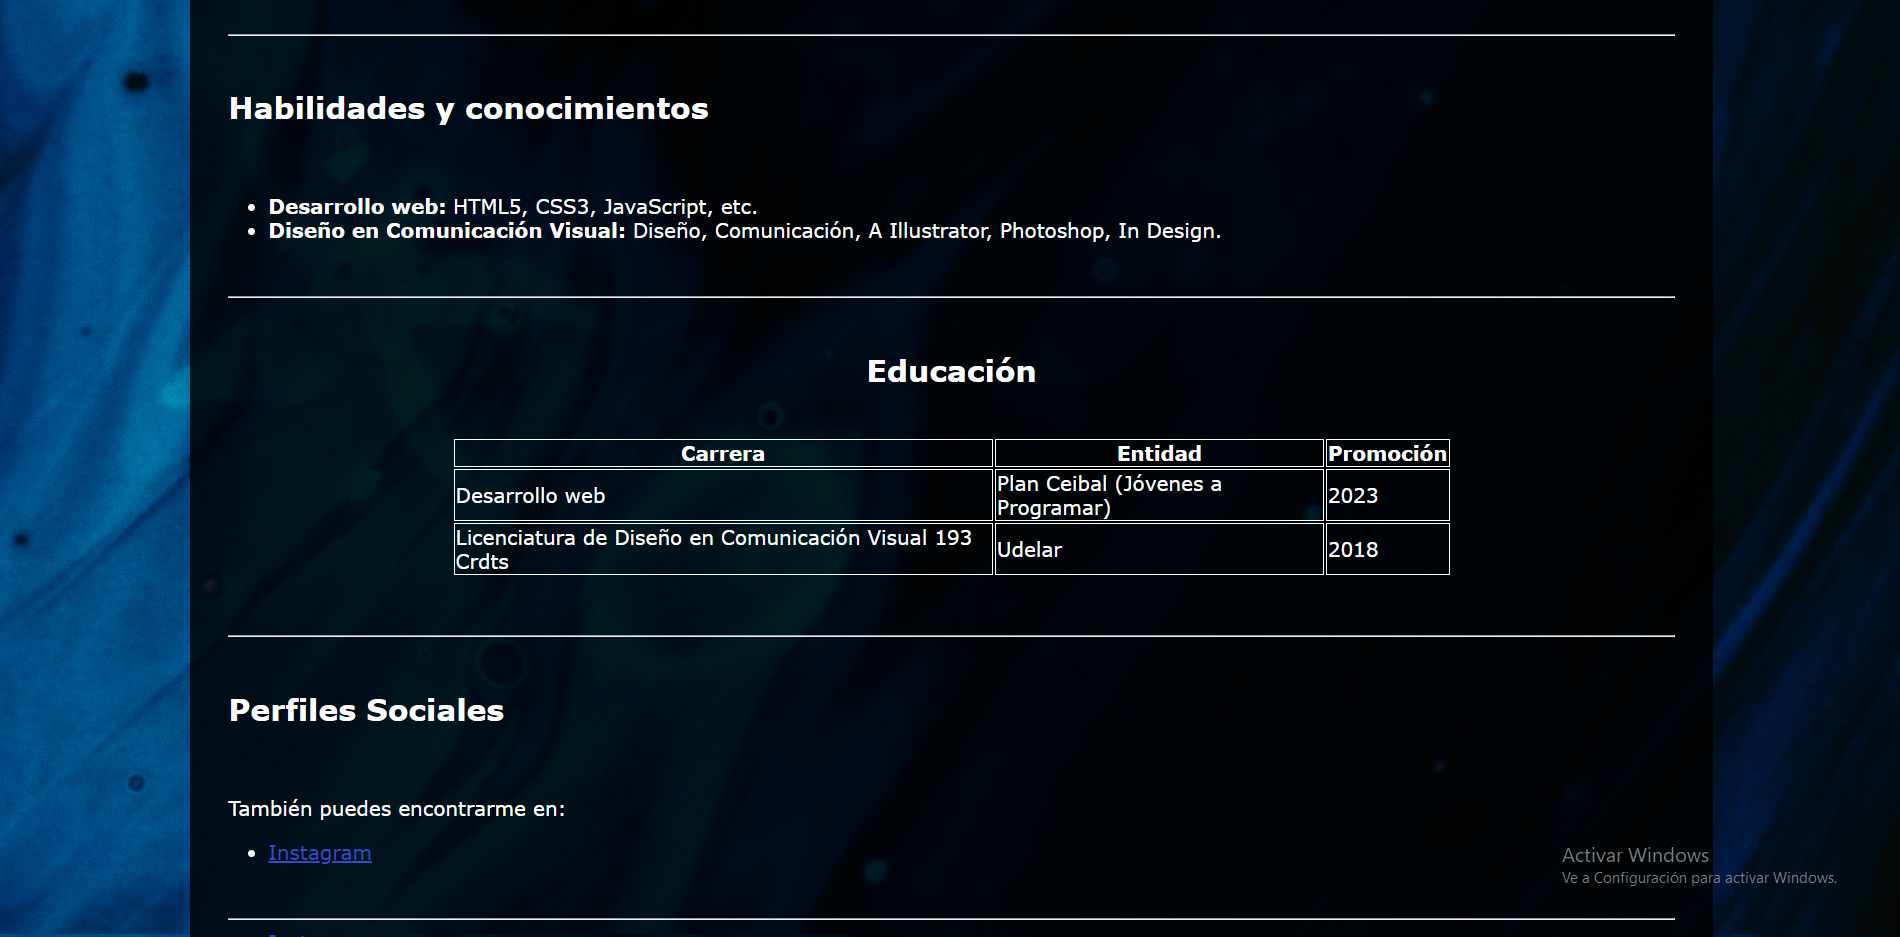 Habilidades y conocimientos
Desarrollo web: HTML5, CSS3, JavaScript, etc.
Diseño en Comunicación Visual: Diseño, Comunicación, A Illustrator, Photoshop, In Design.
Educación
Carrera Entidad Promoción
Desarrollo web Plan Ceibal (Jóvenes a Programar) 2023
Licenciatura de Diseño en Comunicación Visual 193 Crdts Udelar 2018
Perfiles Sociales
También puedes encontrarme en:
Instagram
Activar Windows
Ve a Configuración para activar Windows.